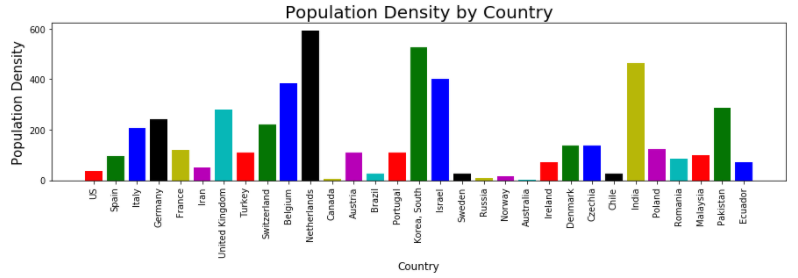 Population Density by Country
Population Density
600
400
200
0
US
Spain
Italy
Germany
France
Iran
United Kingdom
Turkey
Switzerland
Belgium
Netherlands
Canada
Austria
Brazil
Portugal
Korea, South
Israel
Sweden
Russia
Norway
Australia
Ireland
Denmark
Czechia
Chile
India
Poland
Romania
Malaysia
Pakistan
Ecuador
Country